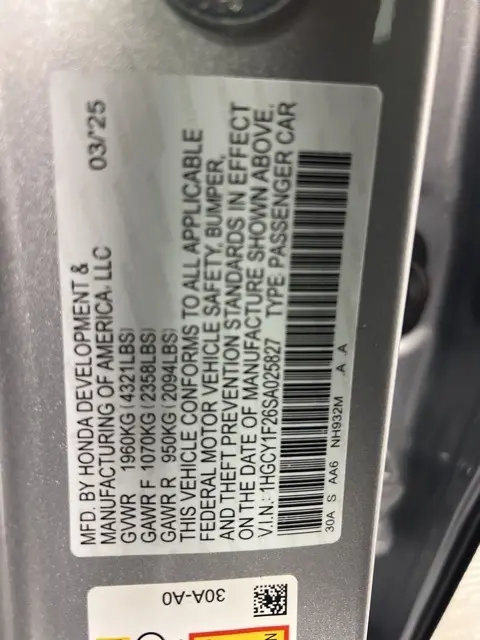 MFD. BY HONDA DEVELOPMENT &
MANUFACTURING OF AMERICA, LLC 03/'25
GVWR 1960KG(4321LBS)
GAWR F 1070KG(2358LBS)
GAWR R 950KG(2094LBS)
THIS VEHICLE CONFORMS TO ALL APPLICABLE
FEDERAL MOTOR VEHICLE SAFETY, BUMPER,
AND THEFT PREVENTION STANDARDS IN EFFECT
ON THE DATE OF MANUFACTURE SHOWN ABOVE.
V.I.N.: 1HGCY1F26SA025827 TYPE: PASSENGER CAR
30A S AA6 NH932M A A
30A-A0